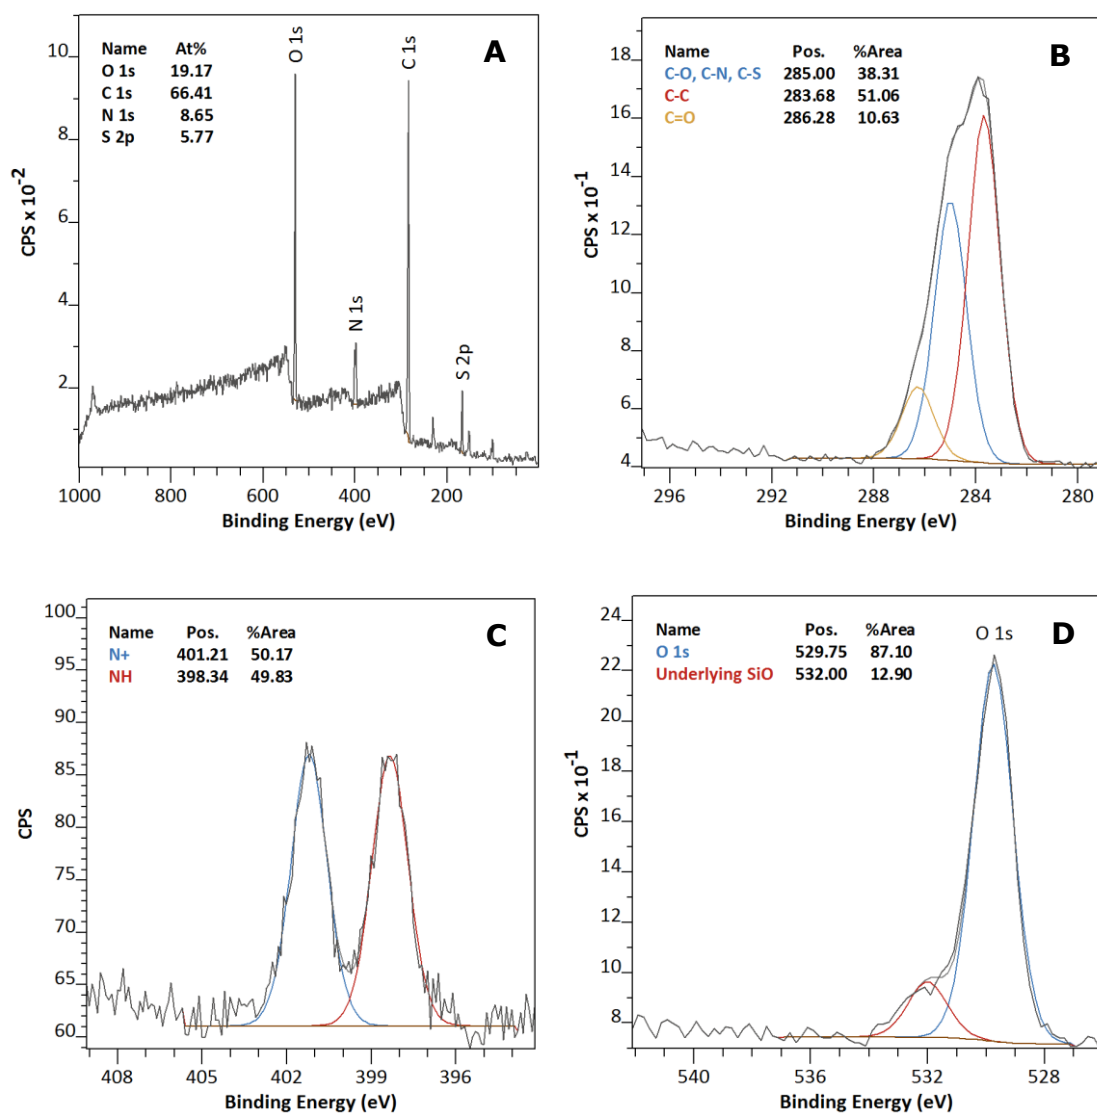 A
Name At%
O 1s 19.17
C 1s 66.41
N 1s 8.65
S 2p 5.77
O 1s
C 1s
N 1s
S 2p
10
8
6
4
2
CPS x 10-2
1000 800 600 400 200
Binding Energy (eV)
B
Name Pos. %Area
C-O, C-N, C-S 285.00 38.31
C-C 283.68 51.06
C=O 286.28 10.63
18
16
14
12
10
8
6
4
CPS x 10-1
296 292 288 284 280
Binding Energy (eV)
C
Name Pos. %Area
N+ 401.21 50.17
NH 398.34 49.83
100
95
90
85
80
75
70
65
60
CPS
408 405 402 399 396
Binding Energy (eV)
D
O 1s
Name Pos. %Area
O 1s 529.75 87.10
Underlying SiO 532.00 12.90
24
22
20
18
16
14
12
10
8
CPS x 10-1
540 536 532 528
Binding Energy (eV)